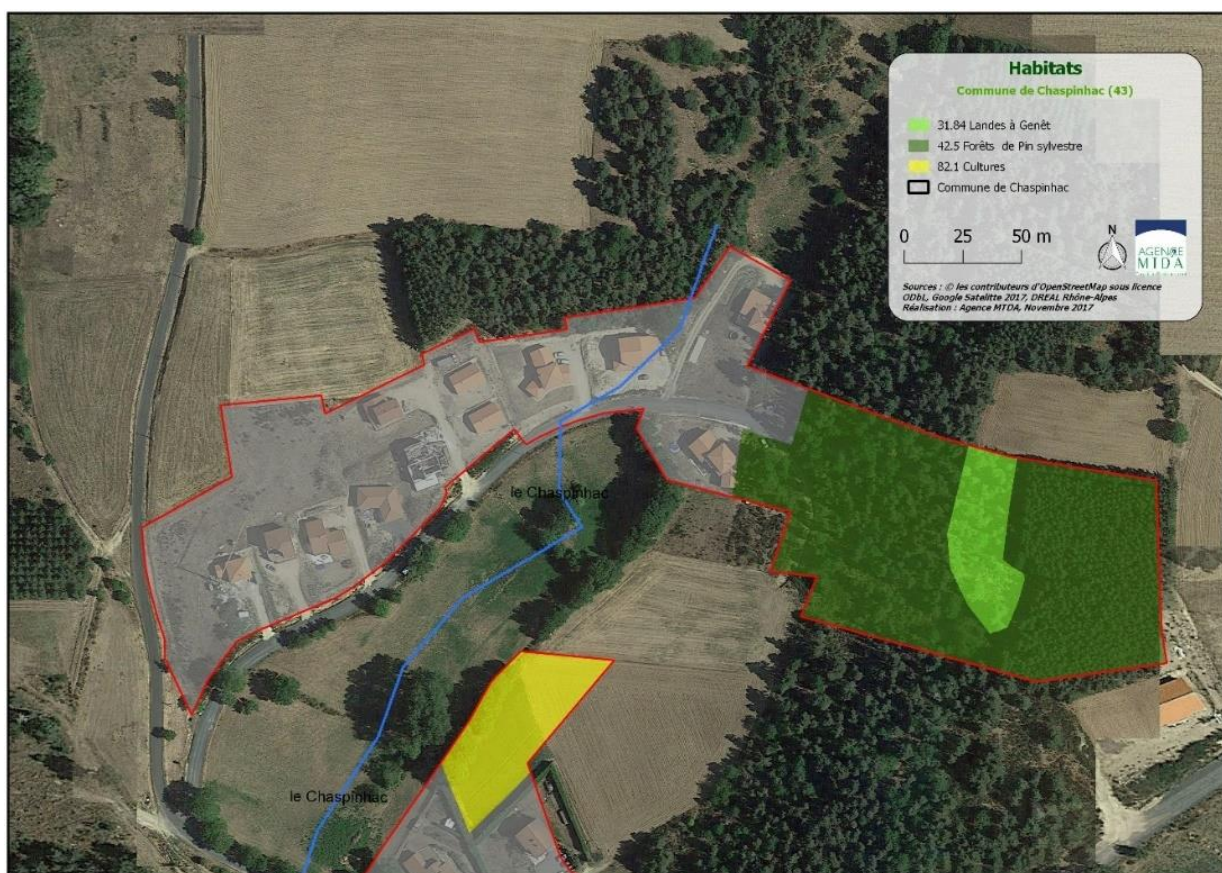 Habitats
Commune de Chaspinhac (43)
31.84 Landes à Genêt
42.5 Forêts de Pin sylvestre
82.1 Cultures
Commune de Chaspinhac
0 25 50 m
N
AGENCE
MTDA
Sources : © les contributeurs d'OpenStreetMap sous licence
ODbL, Google Satelitte 2017, DREAL Rhône-Alpes
Réalisation : Agence MTDA, Novembre 2017
le Chaspinhac
le Chaspinhac